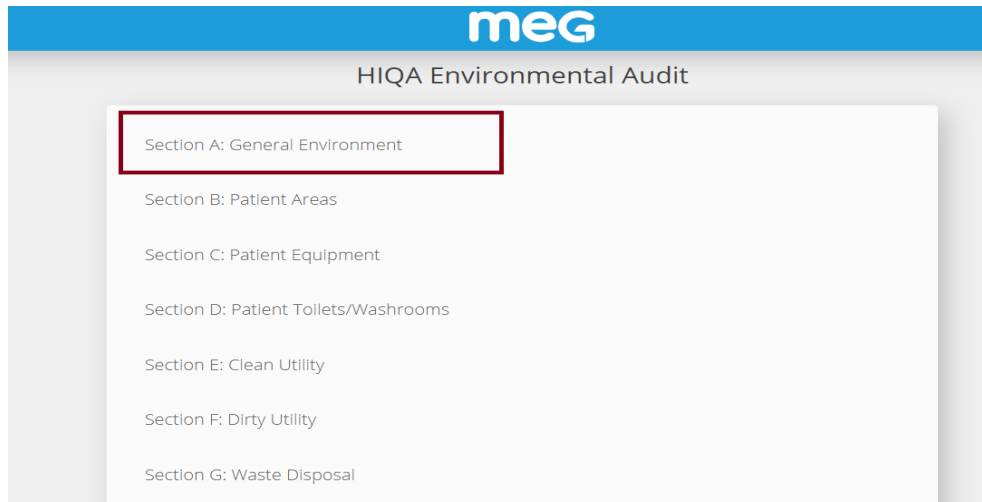 meG
HIQA Environmental Audit
Section A: General Environment
Section B: Patient Areas
Section C: Patient Equipment
Section D: Patient Toilets/Washrooms
Section E: Clean Utility
Section F: Dirty Utility
Section G: Waste Disposal